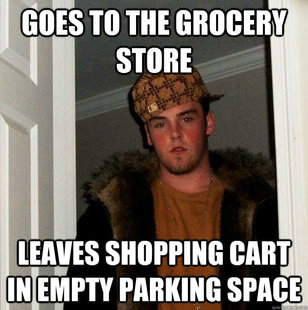 GOES TO THE GROCERY
STORE
LEAVES SHOPPING CART
IN EMPTY PARKING SPACE